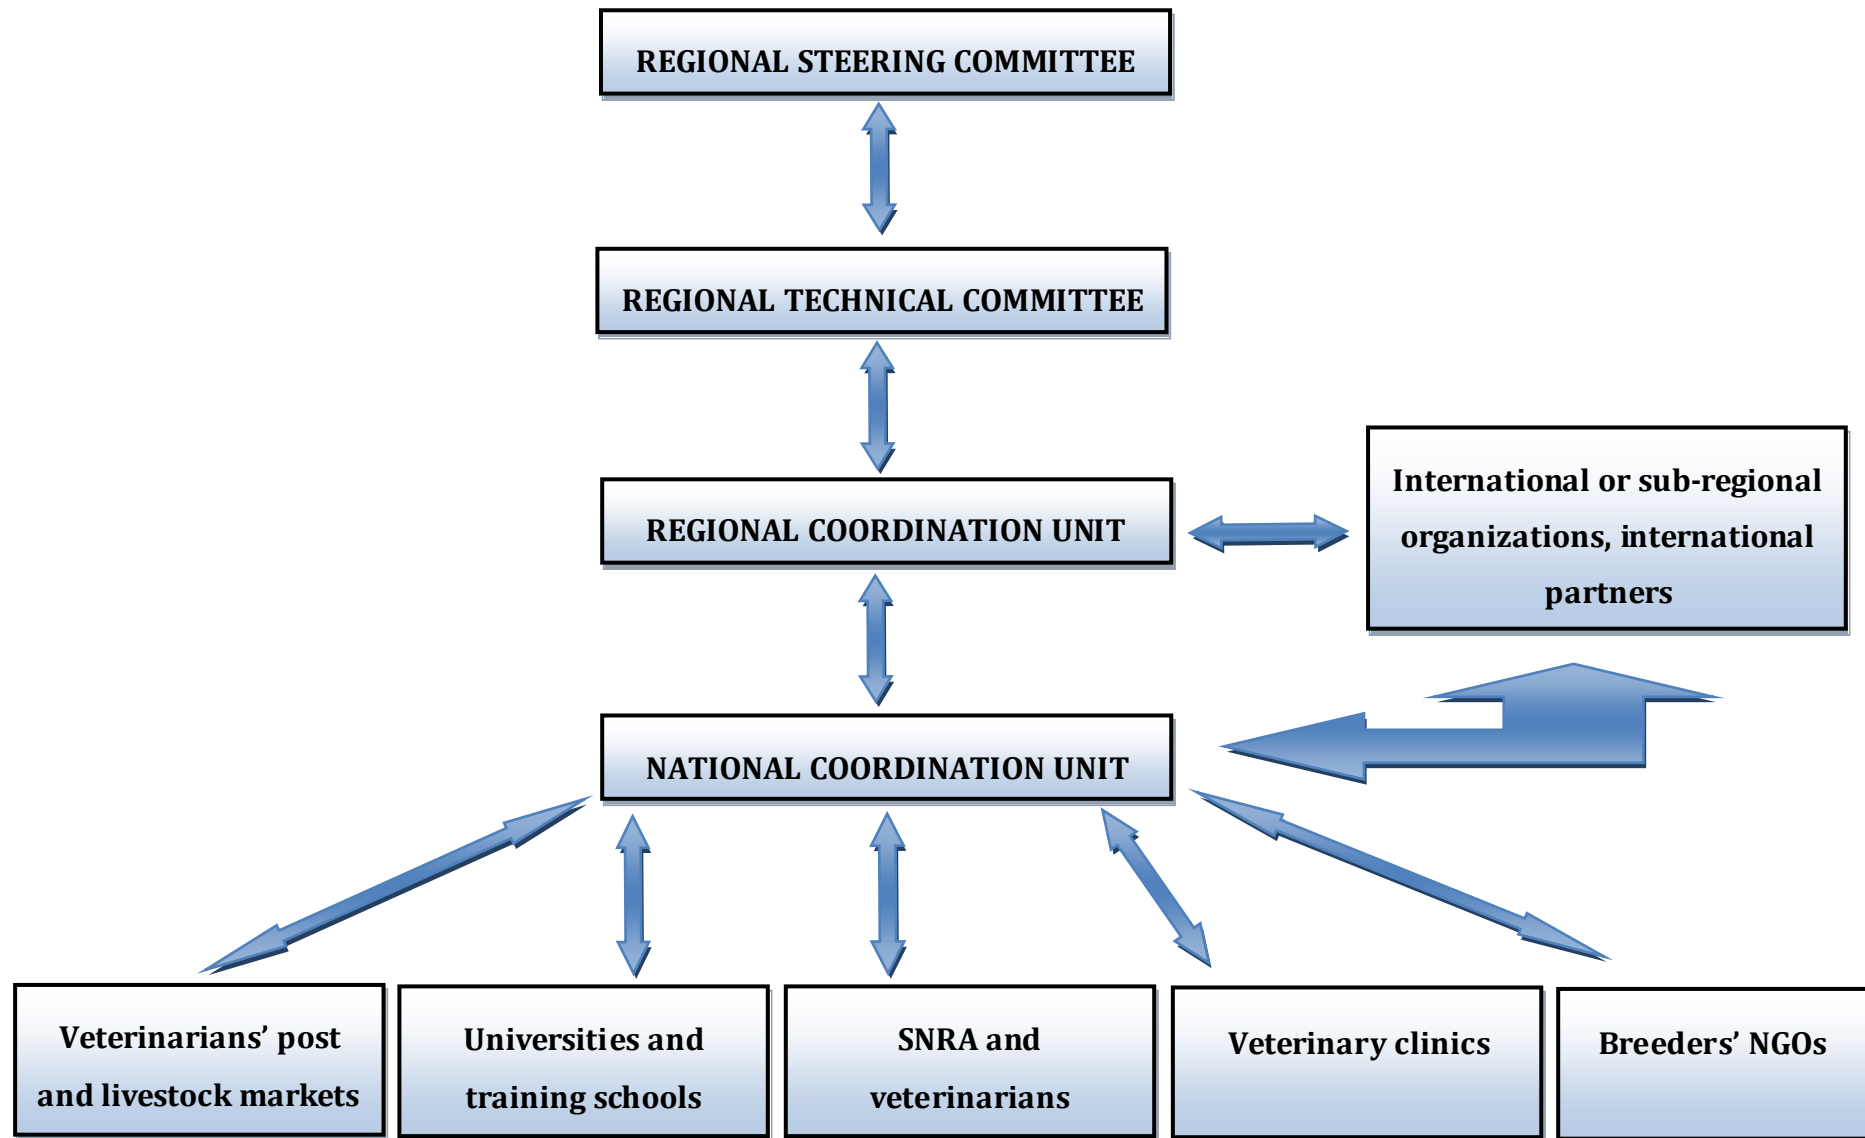 REGIONAL STEERING COMMITTEE
REGIONAL TECHNICAL COMMITTEE
REGIONAL COORDINATION UNIT
International or sub-regional
organizations, international
partners
NATIONAL COORDINATION UNIT
Veterinarians’ post
and livestock markets
Universities and
training schools
SNRA and
veterinarians
Veterinary clinics
Breeders’ NGOs